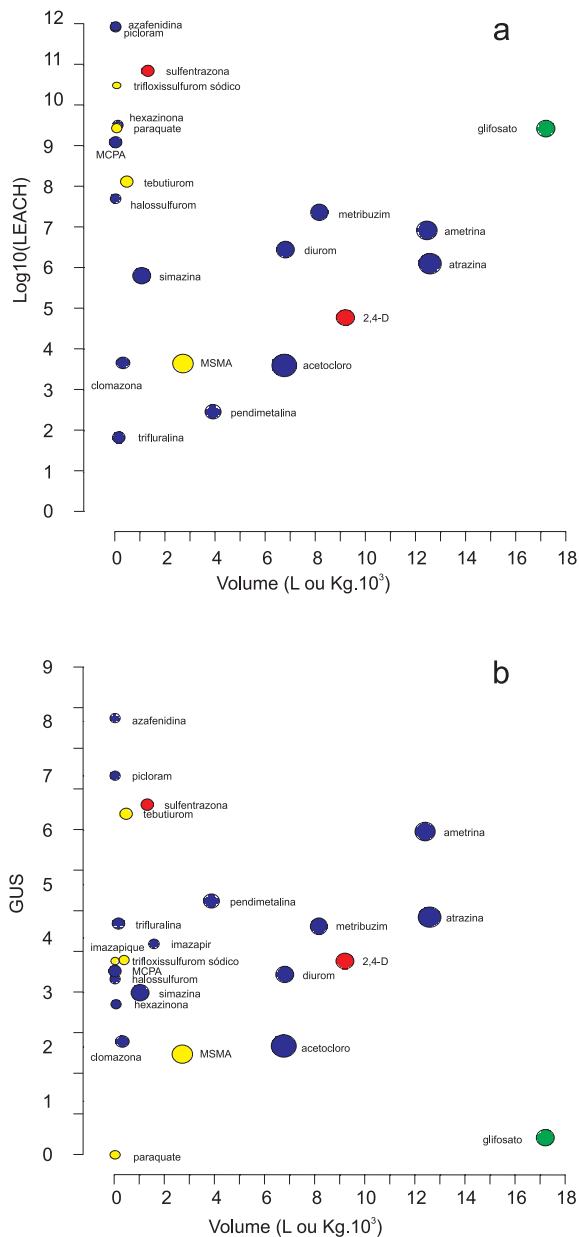 a
12
11
10
9
8
7
6
5
4
3
2
1
0
Log10(LEACH)
azafenidina
picloram
sulfentrazona
trifloxissulfurom sódico
hexazinona
paraquate
glifosato
MCPA
tebutiurom
halossulfurom
metribuzim
ametrina
diurom
atrazina
simazina
2,4-D
clomazona
MSMA
acetocloro
pendimetalina
trifluralina
0 2 4 6 8 10 12 14 16 18
Volume (L ou Kg.10³)
b
9
8
7
6
5
4
3
2
1
0
GUS
azafenidina
picloram
sulfentrazona
tebutiurom
ametrina
pendimetalina
atrazina
trifluralina
metribuzim
imazapique
imazapir
trifloxissulfurom sódico
2,4-D
MCPA
halossulfurom
diurom
simazina
hexazinona
clomazona
MSMA
acetocloro
glifosato
paraquate
0 2 4 6 8 10 12 14 16 18
Volume (L ou Kg.10³)